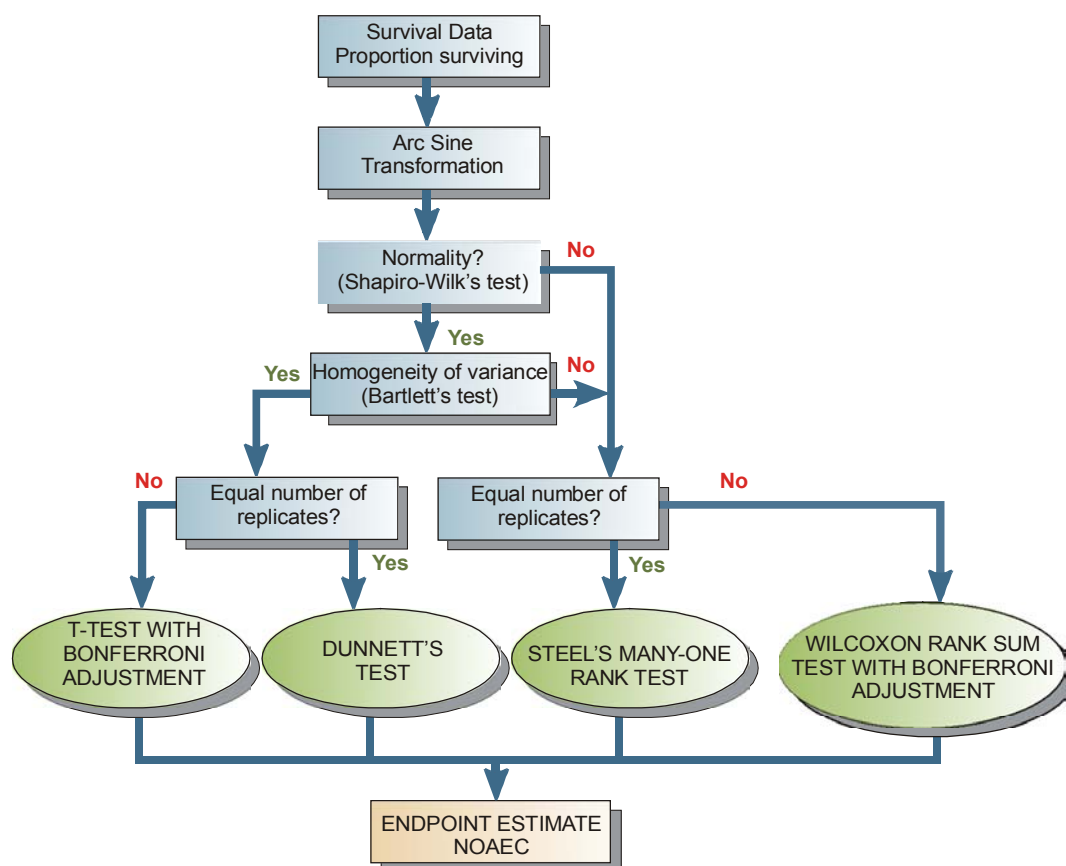 Survival Data
Proportion surviving
Arc Sine
Transformation
Normality?
(Shapiro-Wilk's test)
No
Yes
Homogeneity of variance
(Bartlett's test)
Yes
No
Equal number of
replicates?
No
Yes
Equal number of
replicates?
No
Yes
T-TEST WITH
BONFERRONI
ADJUSTMENT
DUNNETT'S
TEST
STEEL'S MANY-ONE
RANK TEST
WILCOXON RANK SUM
TEST WITH BONFERRONI
ADJUSTMENT
ENDPOINT ESTIMATE
NOAEC